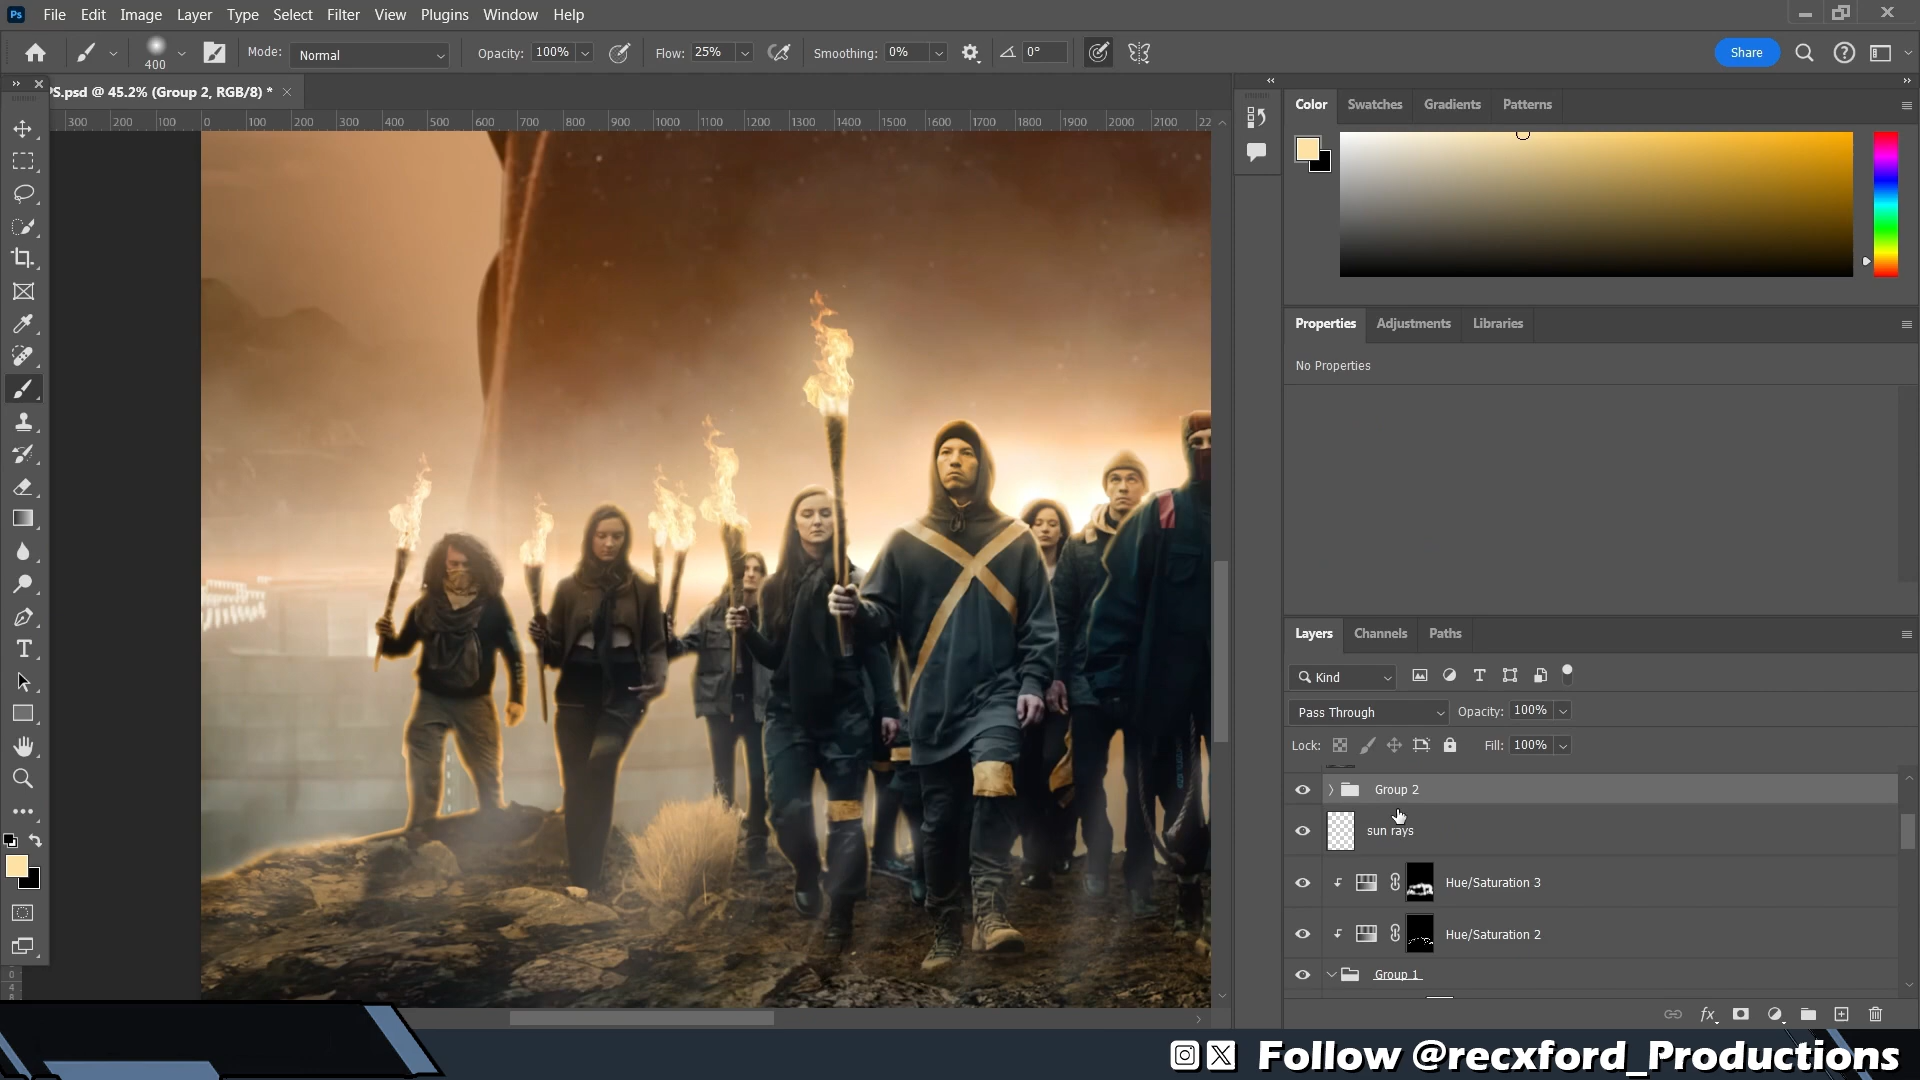 Ps File Edit Image Layer Type Select Filter View Plugins Window Help
400 Mode: Normal Opacity: 100% Flow: 25% Smoothing: 0% 0° Share
PS.psd @ 45.2% (Group 2, RGB/8) *
300 200 100 0 100 200 300 400 500 600 700 800 900 1000 1100 1200 1300 1400 1500 1600 1700 1800 1900 2000 2100 22
Color Swatches Gradients Patterns
Properties Adjustments Libraries
No Properties
Layers Channels Paths
Kind
Pass Through Opacity: 100%
Lock: Fill: 100%
Group 2
sun rays
Hue/Saturation 3
Hue/Saturation 2
Group 1
Follow @recxford_Productions